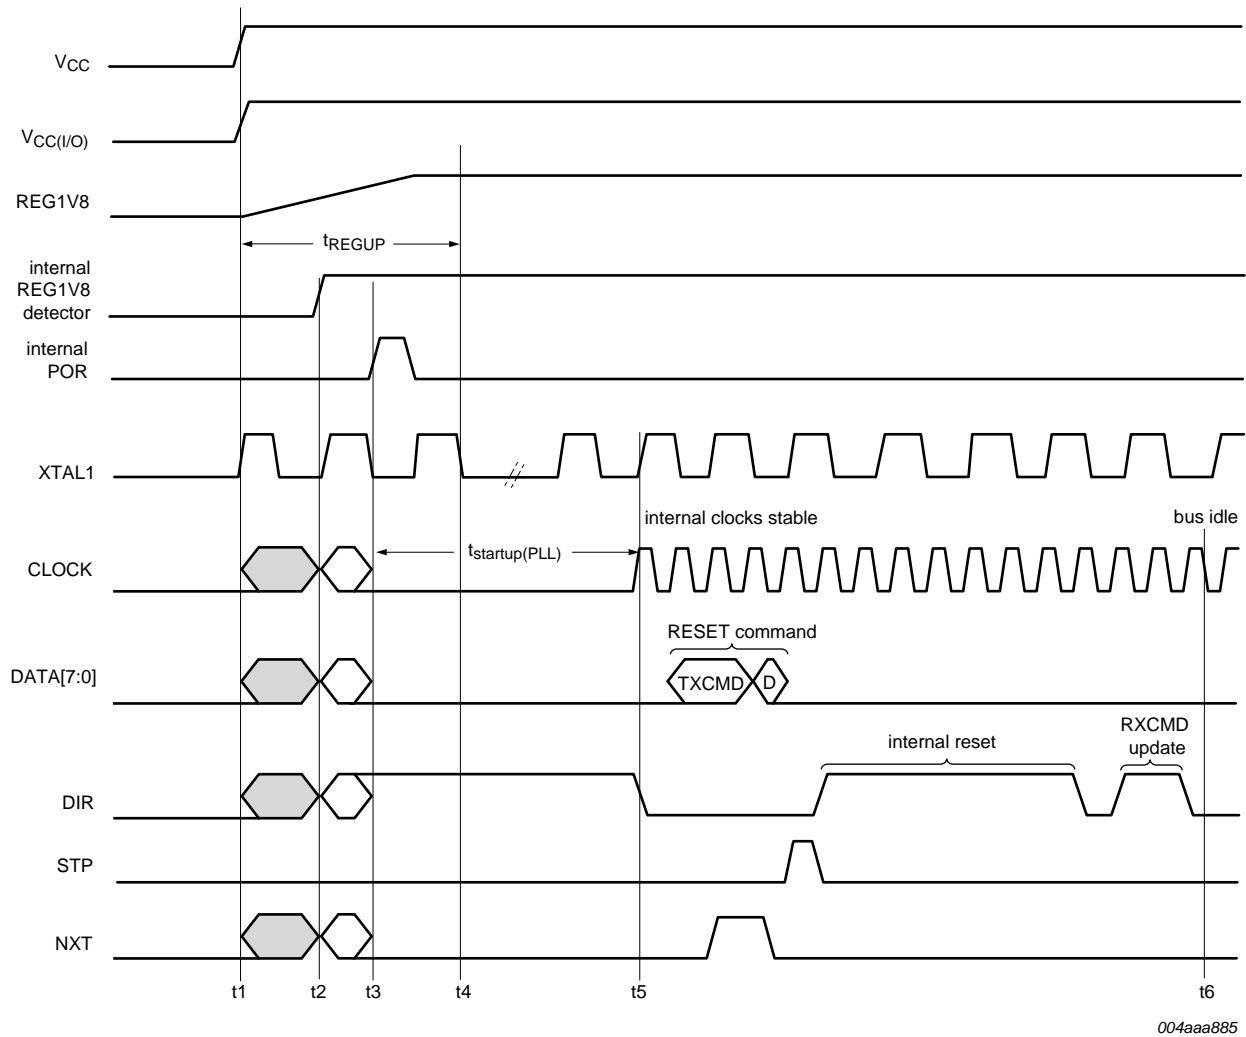 VCC
VCC(I/O)
REG1V8
tREGUP
internal
REG1V8
detector
internal
POR
XTAL1
internal clocks stable
bus idle
CLOCK
tstartup(PLL)
RESET command
DATA[7:0]
TXCMD
D
RXCMD
update
internal reset
DIR
STP
NXT
t1
t2
t3
t4
t5
t6
004aaa885